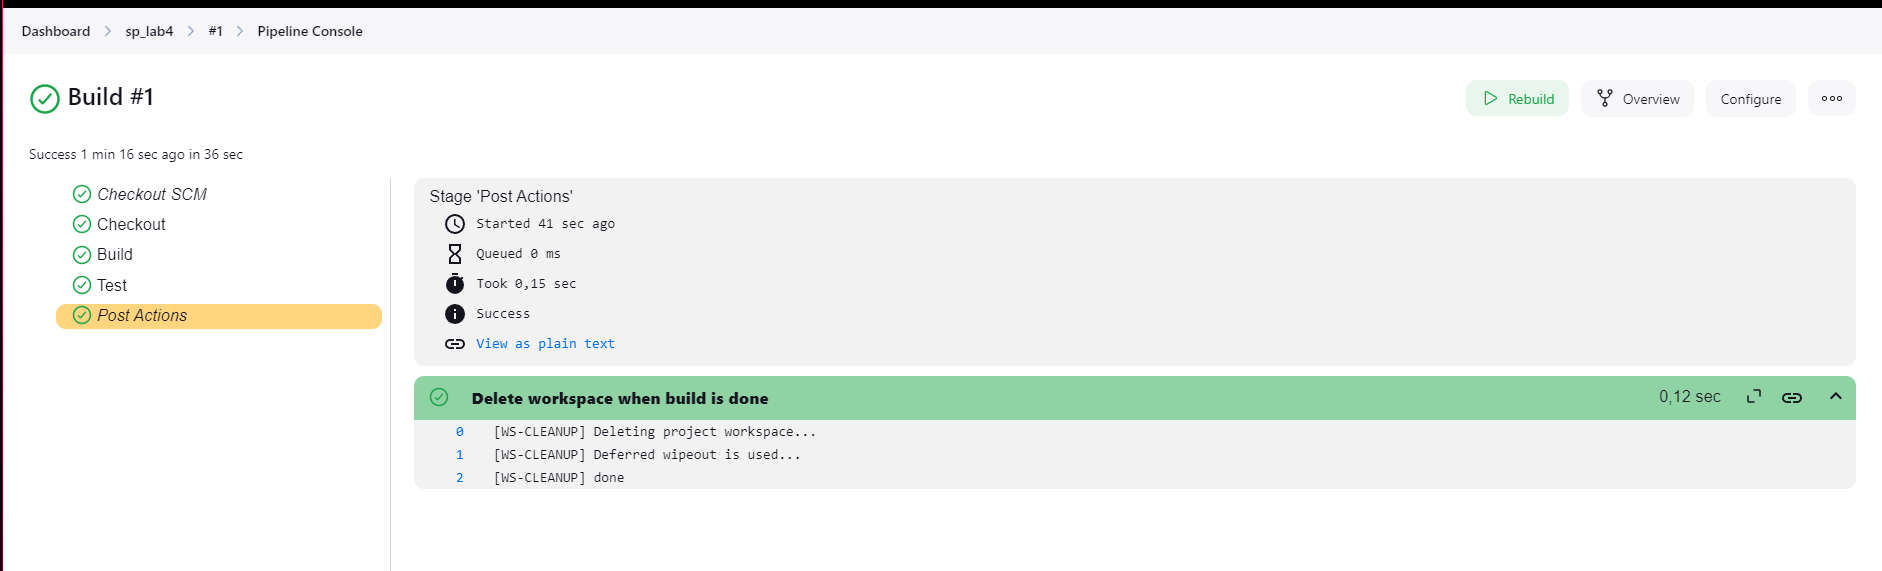 Dashboard > sp_lab4 > #1 > Pipeline Console
Build #1
Rebuild
Overview
Configure
Success 1 min 16 sec ago in 36 sec
Checkout SCM
Checkout
Build
Test
Post Actions
Stage 'Post Actions'
Started 41 sec ago
Queued 0 ms
Took 0,15 sec
Success
View as plain text
Delete workspace when build is done 0,12 sec
0 [WS-CLEANUP] Deleting project workspace...
1 [WS-CLEANUP] Deferred wipeout is used...
2 [WS-CLEANUP] done